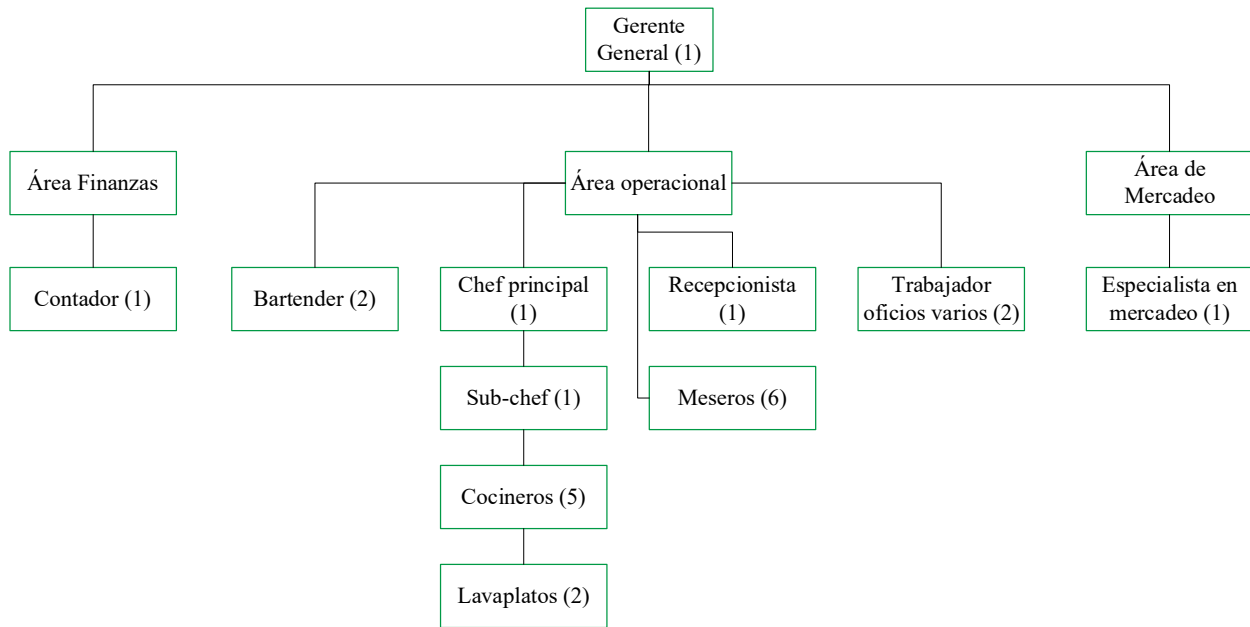 Gerente
General (1)
Área Finanzas
Área operacional
Área de
Mercadeo
Contador (1)
Bartender (2)
Chef principal
(1)
Recepcionista
(1)
Trabajador
oficios varios (2)
Especialista en
mercadeo (1)
Sub-chef (1)
Meseros (6)
Cocineros (5)
Lavaplatos (2)